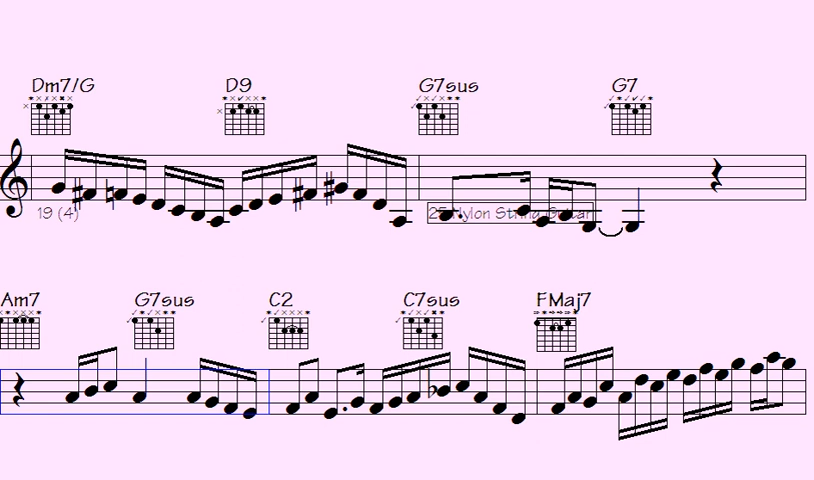 Dm7/G D9 G7sus G7
19 (4) 25 Nylon String Guitar
Am7 G7sus C2 C7sus FMaj7